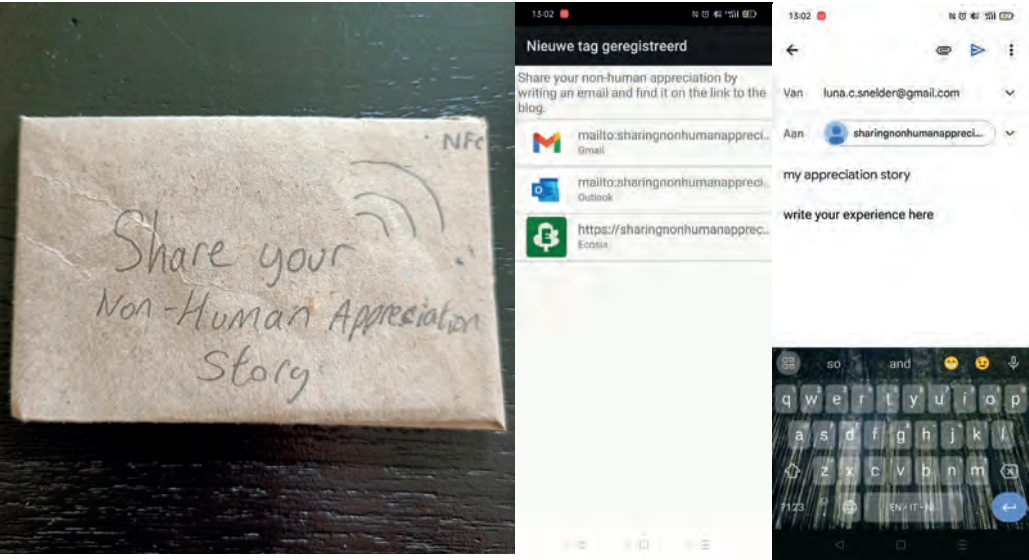 NFC
Share your
Non-Human Appreciation
Story
13:02
Nieuwe tag geregistreerd
Share your non-human appreciation by
writing an email and find it on the link to the
blog.
mailto:sharingnonhumanappreci..
Gmail
mailto:sharingnonhumanappreci..
Outlook
https://sharingnonhumanapprec..
Ecosia
13:02
Van luna.c.snelder@gmail.com
Aan sharingnonhumanappreci...
my appreciation story
write your experience here
so and
q w e r t y u i o p
a s d f g h j k l
z x c v b n m
?123 EN • IT • NL